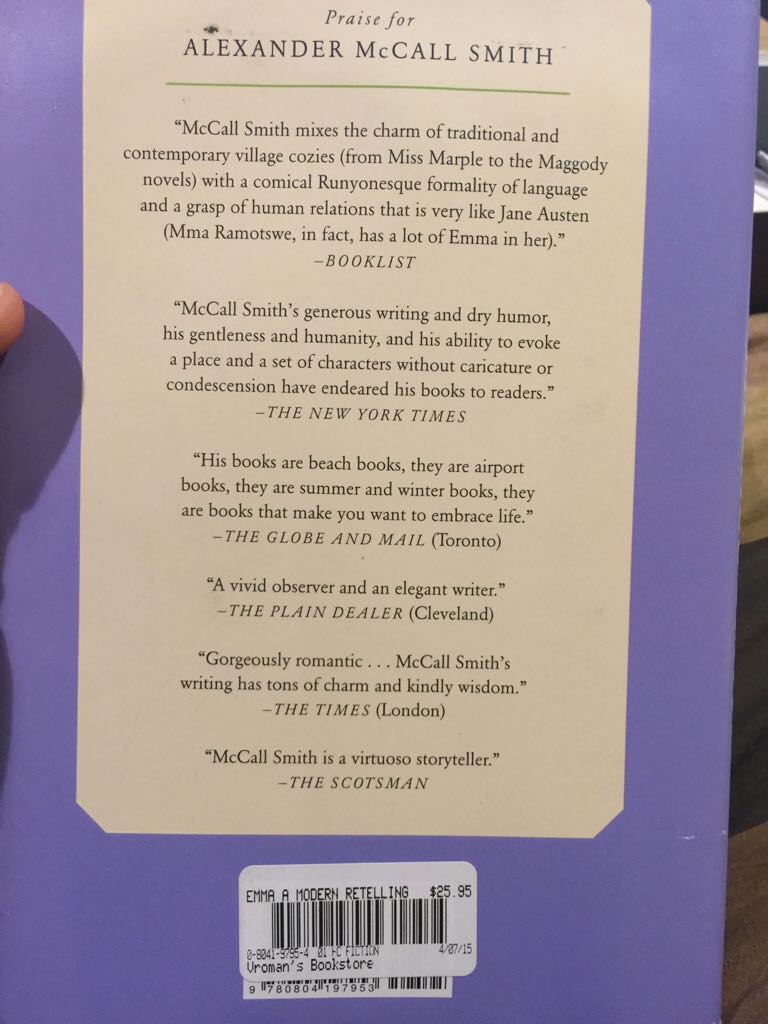 Praise for
ALEXANDER McCALL SMITH
“McCall Smith mixes the charm of traditional and
contemporary village cozies (from Miss Marple to the Maggody
novels) with a comical Runyonesque formality of language
and a grasp of human relations that is very like Jane Austen
(Mma Ramotswe, in fact, has a lot of Emma in her).”
–BOOKLIST
“McCall Smith’s generous writing and dry humor,
his gentleness and humanity, and his ability to evoke
a place and a set of characters without caricature or
condescension have endeared his books to readers.”
–THE NEW YORK TIMES
“His books are beach books, they are airport
books, they are summer and winter books, they
are books that make you want to embrace life.”
–THE GLOBE AND MAIL (Toronto)
“A vivid observer and an elegant writer.”
–THE PLAIN DEALER (Cleveland)
“Gorgeously romantic . . . McCall Smith’s
writing has tons of charm and kindly wisdom.”
–THE TIMES (London)
“McCall Smith is a virtuoso storyteller.”
–THE SCOTSMAN
EMMA A MODERN RETELLING $25.95
0-8041-9795-4 01 HC FICTION 4/07/15
Vroman's Bookstore
9 780804 197953